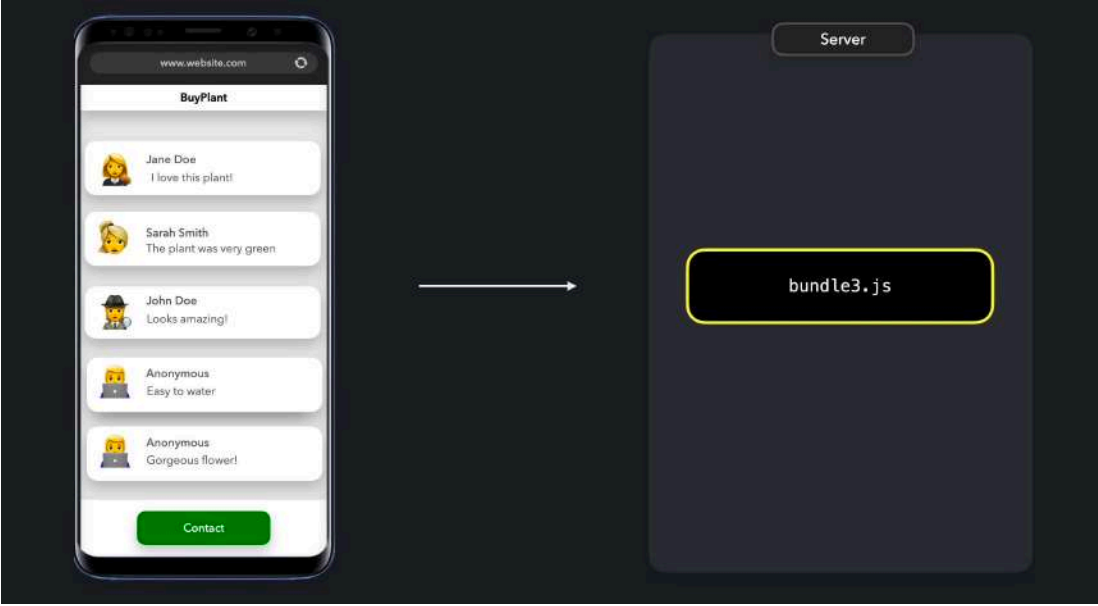 www.website.com
BuyPlant
Jane Doe
I love this plant!
Sarah Smith
The plant was very green
John Doe
Looks amazing!
Anonymous
Easy to water
Anonymous
Gorgeous flower!
Contact
Server
bundle3.js